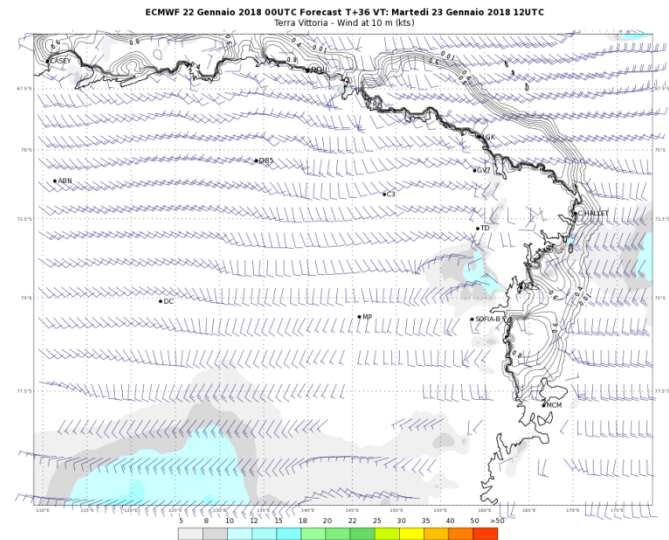 ECMWF 22 Gennaio 2018 00UTC Forecast T+36 VT: Martedi 23 Gennaio 2018 12UTC
Terra Vittoria - Wind at 10 m (kts)
CASEY
67.5°S
GK
70°S
DB5
GV7
ABN
C3
C.HALLET
72.5°S
TD
75°S
DC
MP
SOFIA-B
77.5°S
MCM
110°E 115°E 120°E 125°E 130°E 135°E 140°E 145°E 150°E 155°E 160°E 165°E 170°E 175°E
5 8 10 12 15 18 20 22 25 30 35 40 50 >50